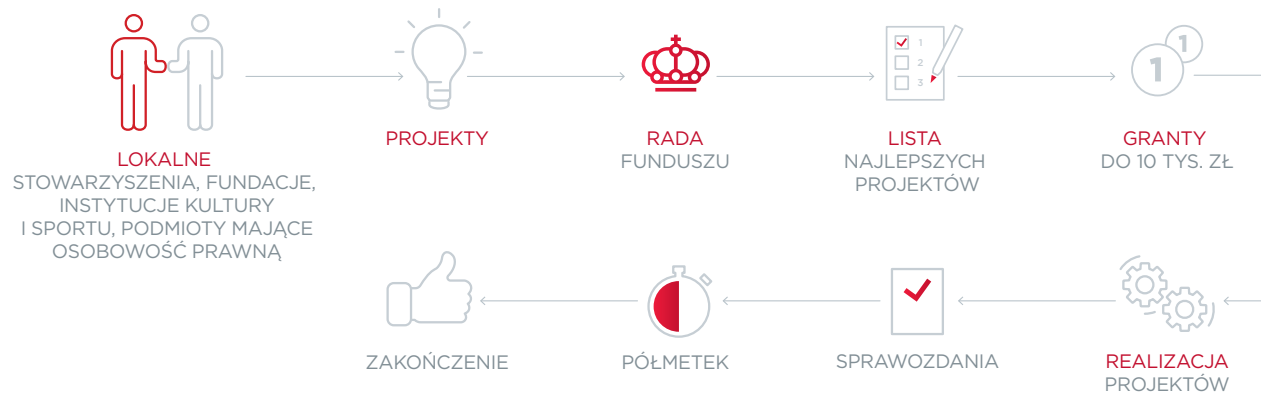 LOKALNE
STOWARZYSZENIA, FUNDACJE,
INSTYTUCJE KULTURY
I SPORTU, PODMIOTY MAJĄCE
OSOBOWOŚĆ PRAWNĄ
PROJEKTY
RADA
FUNDUSZU
1
2
3
LISTA
NAJLEPSZYCH
PROJEKTÓW
1
1
GRANTY
DO 10 TYS. ZŁ
REALIZACJA
PROJEKTÓW
SPRAWOZDANIA
PÓŁMETEK
ZAKOŃCZENIE